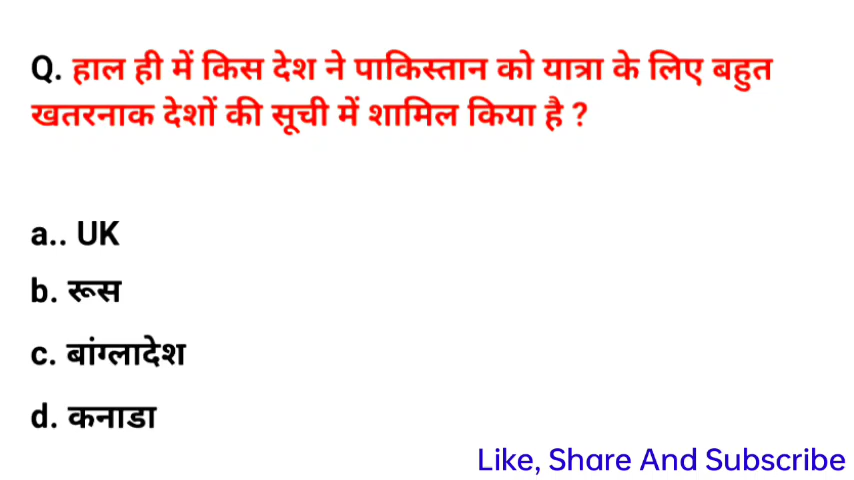 Q. हाल ही में किस देश ने पाकिस्तान को यात्रा के लिए बहुत
खतरनाक देशों की सूची में शामिल किया है ?
a.. UK
b. रूस
c. बांग्लादेश
d. कनाडा
Like, Share And Subscribe